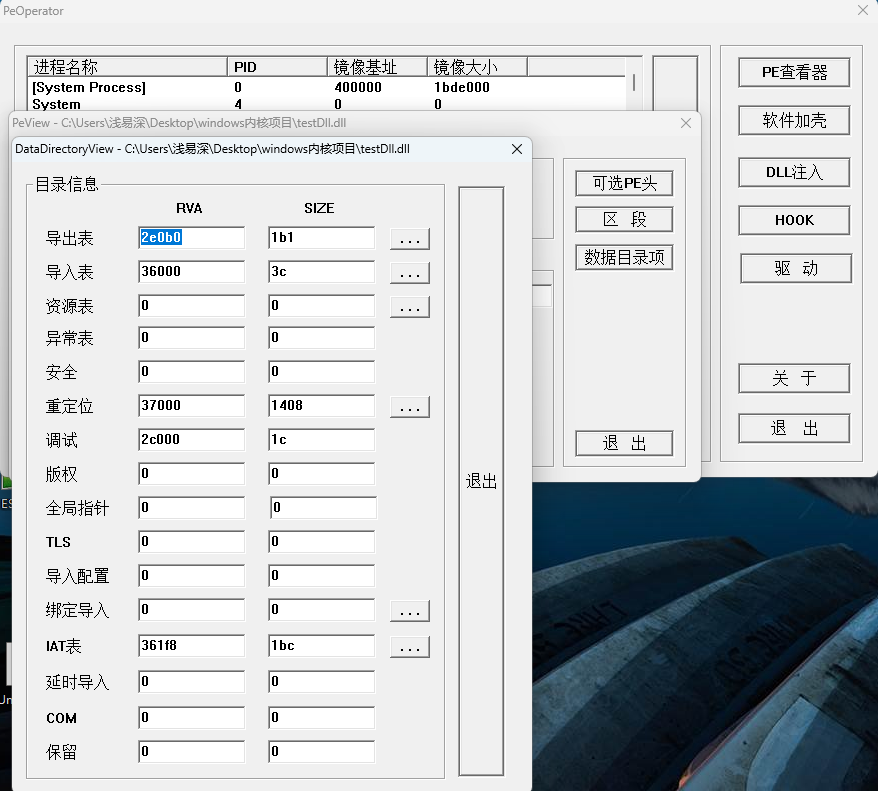 PeOperator
进程名称 PID 镜像基址 镜像大小
[System Process] 0 400000 1bde000
System 4 0 0
PE查看器
软件加壳
DLL注入
HOOK
驱 动
关 于
退 出
PeView - C:\Users\浅易深\Desktop\windows内核项目\testDll.dll
可选PE头
区 段
数据目录项
退 出
DataDirectoryView - C:\Users\浅易深\Desktop\windows内核项目\testDll.dll
目录信息
RVA SIZE
导出表 2e0b0 1b1 ...
导入表 36000 3c ...
资源表 0 0 ...
异常表 0 0
安全 0 0
重定位 37000 1408 ...
调试 2c000 1c
版权 0 0
全局指针 0 0
TLS 0 0
导入配置 0 0
绑定导入 0 0 ...
IAT表 361f8 1bc ...
延时导入 0 0
COM 0 0
保留 0 0
退出
ES